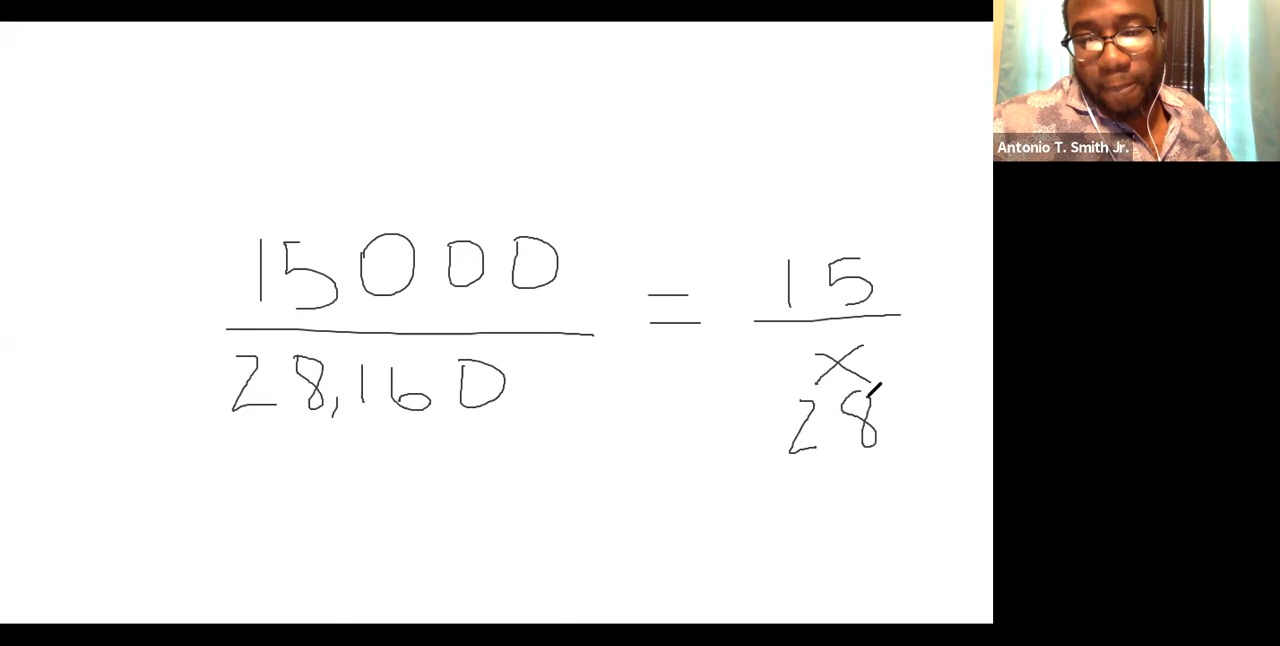 Antonio T. Smith Jr.
15000
28,160
=
15
x
28